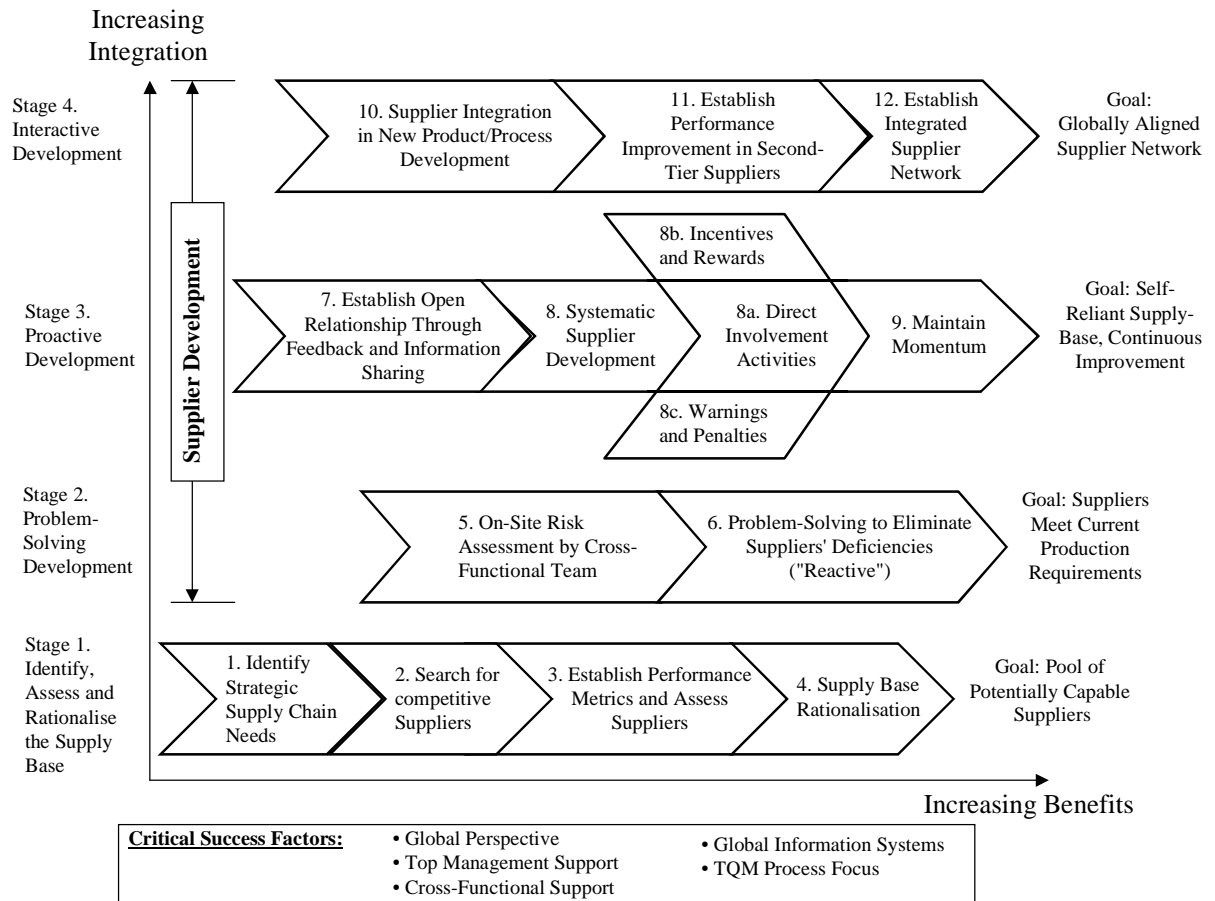 Increasing
Integration
Stage 4.
Interactive
Development
10. Supplier Integration
in New Product/Process
Development
11. Establish
Performance
Improvement in Second-
Tier Suppliers
12. Establish
Integrated
Supplier
Network
Goal:
Globally Aligned
Supplier Network
Supplier Development
Stage 3.
Proactive
Development
7. Establish Open
Relationship Through
Feedback and Information
Sharing
8. Systematic
Supplier
Development
8b. Incentives
and Rewards
8a. Direct
Involvement
Activities
8c. Warnings
and Penalties
9. Maintain
Momentum
Goal: Self-
Reliant Supply-
Base, Continuous
Improvement
Stage 2.
Problem-
Solving
Development
5. On-Site Risk
Assessment by Cross-
Functional Team
6. Problem-Solving to Eliminate
Suppliers' Deficiencies
("Reactive")
Goal: Suppliers
Meet Current
Production
Requirements
Stage 1.
Identify,
Assess and
Rationalise
the Supply
Base
1. Identify
Strategic
Supply Chain
Needs
2. Search for
competitive
Suppliers
3. Establish Performance
Metrics and Assess
Suppliers
4. Supply Base
Rationalisation
Goal: Pool of
Potentially Capable
Suppliers
Increasing Benefits
Critical Success Factors:
• Global Perspective
• Top Management Support
• Cross-Functional Support
• Global Information Systems
• TQM Process Focus